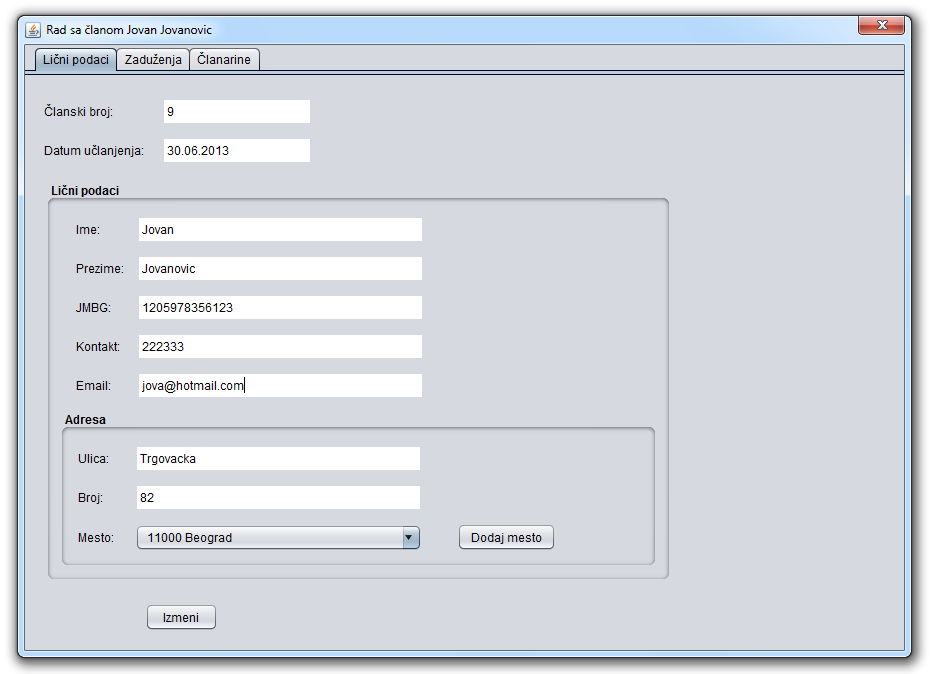 Rad sa članom Jovan Jovanovic
Lični podaci Zaduženja Članarine
Članski broj: 9
Datum učlanjenja: 30.06.2013
Lični podaci
Ime: Jovan
Prezime: Jovanovic
JMBG: 1205978356123
Kontakt: 222333
Email: jova@hotmail.com
Adresa
Ulica: Trgovacka
Broj: 82
Mesto: 11000 Beograd Dodaj mesto
Izmeni